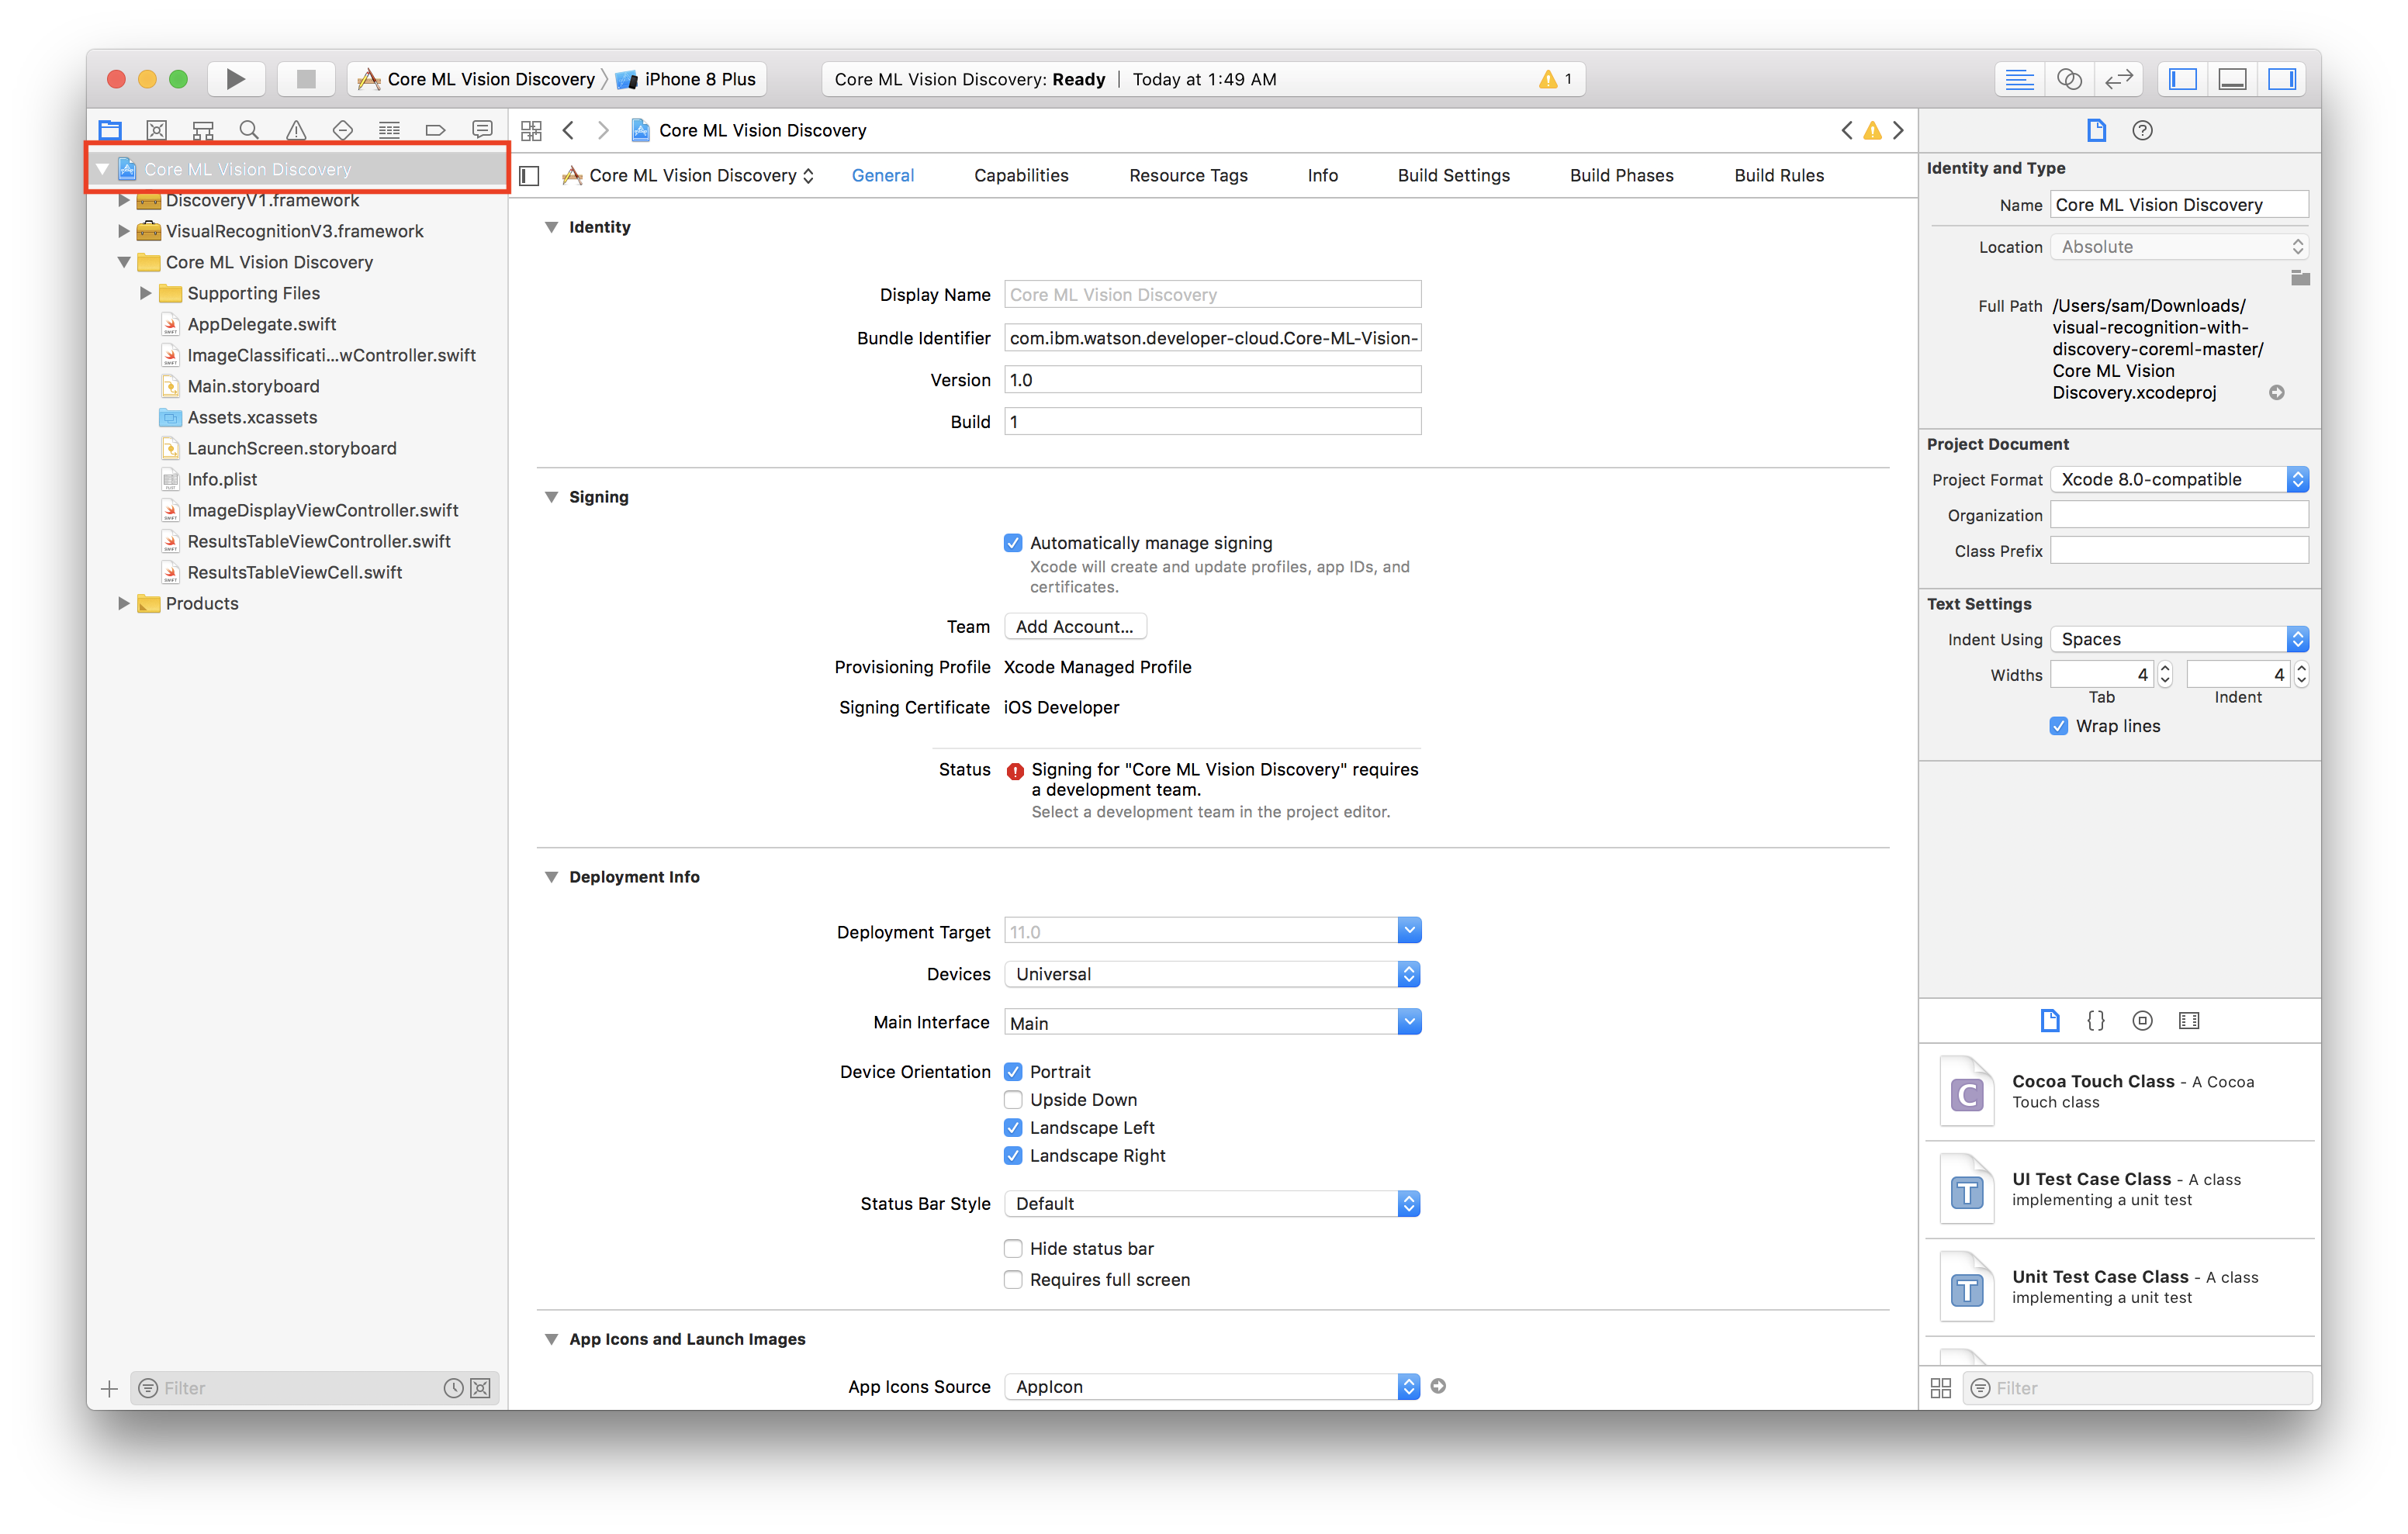 Core ML Vision Discovery
iPhone 8 Plus
Core ML Vision Discovery: Ready | Today at 1:49 AM
1
Core ML Vision Discovery
DiscoveryV1.framework
VisualRecognitionV3.framework
Core ML Vision Discovery
Supporting Files
AppDelegate.swift
ImageClassificati...wController.swift
Main.storyboard
Assets.xcassets
LaunchScreen.storyboard
Info.plist
ImageDisplayViewController.swift
ResultsTableViewController.swift
ResultsTableViewCell.swift
Products
Filter
Core ML Vision Discovery
Core ML Vision Discovery
General
Capabilities
Resource Tags
Info
Build Settings
Build Phases
Build Rules
Identity
Display Name
Core ML Vision Discovery
Bundle Identifier
com.ibm.watson.developer-cloud.Core-ML-Vision-
Version
1.0
Build
1
Signing
Automatically manage signing
Xcode will create and update profiles, app IDs, and
certificates.
Team
Add Account...
Provisioning Profile
Xcode Managed Profile
Signing Certificate
iOS Developer
Status
Signing for "Core ML Vision Discovery" requires
a development team.
Select a development team in the project editor.
Deployment Info
Deployment Target
11.0
Devices
Universal
Main Interface
Main
Device Orientation
Portrait
Upside Down
Landscape Left
Landscape Right
Status Bar Style
Default
Hide status bar
Requires full screen
App Icons and Launch Images
App Icons Source
AppIcon
Identity and Type
Name
Core ML Vision Discovery
Location
Absolute
Full Path
/Users/sam/Downloads/
visual-recognition-with-
discovery-coreml-master/
Core ML Vision
Discovery.xcodeproj
Project Document
Project Format
Xcode 8.0-compatible
Organization
Class Prefix
Text Settings
Indent Using
Spaces
Widths
4
4
Tab
Indent
Wrap lines
{}
C
Cocoa Touch Class - A Cocoa
Touch class
T
UI Test Case Class - A class
implementing a unit test
T
Unit Test Case Class - A class
implementing a unit test
Filter